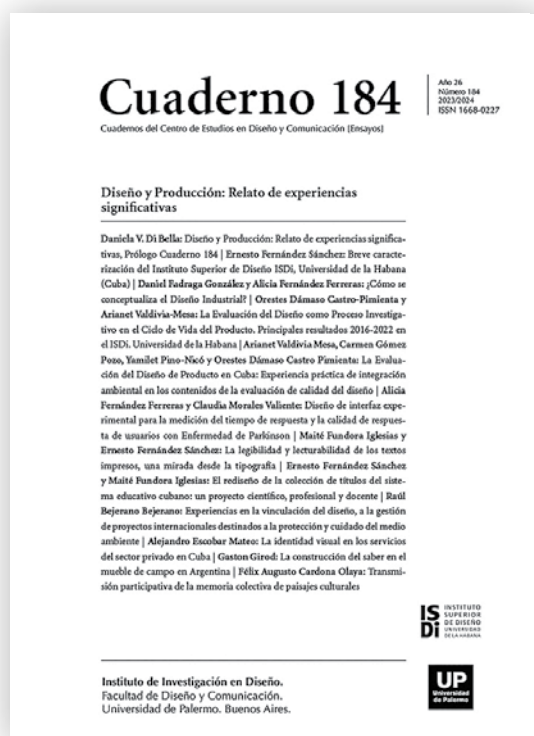 Cuaderno 184
Cuadernos del Centro de Estudios en Diseño y Comunicación [Ensayos]
Año 26
Número 184
2023/2024
ISSN 1668-0227
Diseño y Producción: Relato de experiencias
significativas
Daniela V. Di Bella: Diseño y Producción: Relato de experiencias significa-
tivas, Prólogo Cuaderno 184 | Ernesto Fernández Sánchez: Breve caracte-
rización del Instituto Superior de Diseño ISDi, Universidad de la Habana
(Cuba) | Daniel Fadraga González y Alicia Fernández Ferreras: ¿Cómo se
conceptualiza el Diseño Industrial? | Orestes Dámaso Castro-Pimienta y
Arianet Valdivia-Mesa: La Evaluación del Diseño como Proceso Investiga-
tivo en el Ciclo de Vida del Producto. Principales resultados 2016-2022 en
el ISDi. Universidad de la Habana | Arianet Valdivia Mesa, Carmen Gómez
Pozo, Yamilet Pino-Nicó y Orestes Dámaso Castro Pimienta: La Evalua-
ción del Diseño de Producto en Cuba: Experiencia práctica de integración
ambiental en los contenidos de la evaluación de calidad del diseño | Alicia
Fernández Ferreras y Claudia Morales Valiente: Diseño de interfaz expe-
rimental para la medición del tiempo de respuesta y la calidad de respues-
ta de usuarios con Enfermedad de Parkinson | Maité Fundora Iglesias y
Ernesto Fernández Sánchez: La legibilidad y lecturabilidad de los textos
impresos, una mirada desde la tipografía | Ernesto Fernández Sánchez
y Maité Fundora Iglesias: El rediseño de la colección de títulos del siste-
ma educativo cubano: un proyecto científico, profesional y docente | Raúl
Bejerano Bejerano: Experiencias en la vinculación del diseño, a la gestión
de proyectos internacionales destinados a la protección y cuidado del medio
ambiente | Alejandro Escobar Mateo: La identidad visual en los servicios
del sector privado en Cuba | Gaston Girod: La construcción del saber en el
mueble de campo en Argentina | Félix Augusto Cardona Olaya: Transmi-
sión participativa de la memoria colectiva de paisajes culturales
ISDi
INSTITUTO
SUPERIOR
DE DISEÑO
UNIVERSIDAD
DE LA HABANA
Instituto de Investigación en Diseño.
Facultad de Diseño y Comunicación.
Universidad de Palermo. Buenos Aires.
UP
Universidad
de Palermo